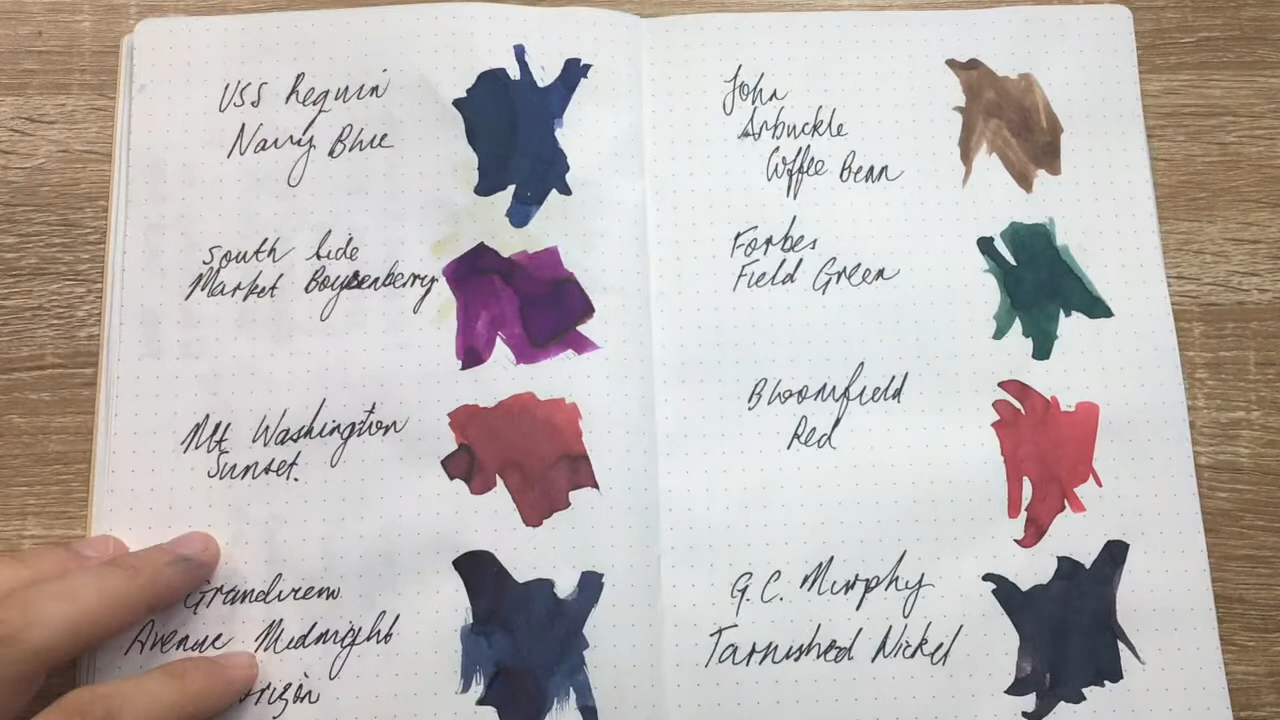 USS Requin
Navy Blue
South Side
Market Boysenberry
Mt Washington
Sunset.
Grandview
Avenue Midnight
John
Arbuckle
Coffee Bean
Forbes
Field Green
Bloomfield
Red
G.C. Murphy
Tarnished Nickel